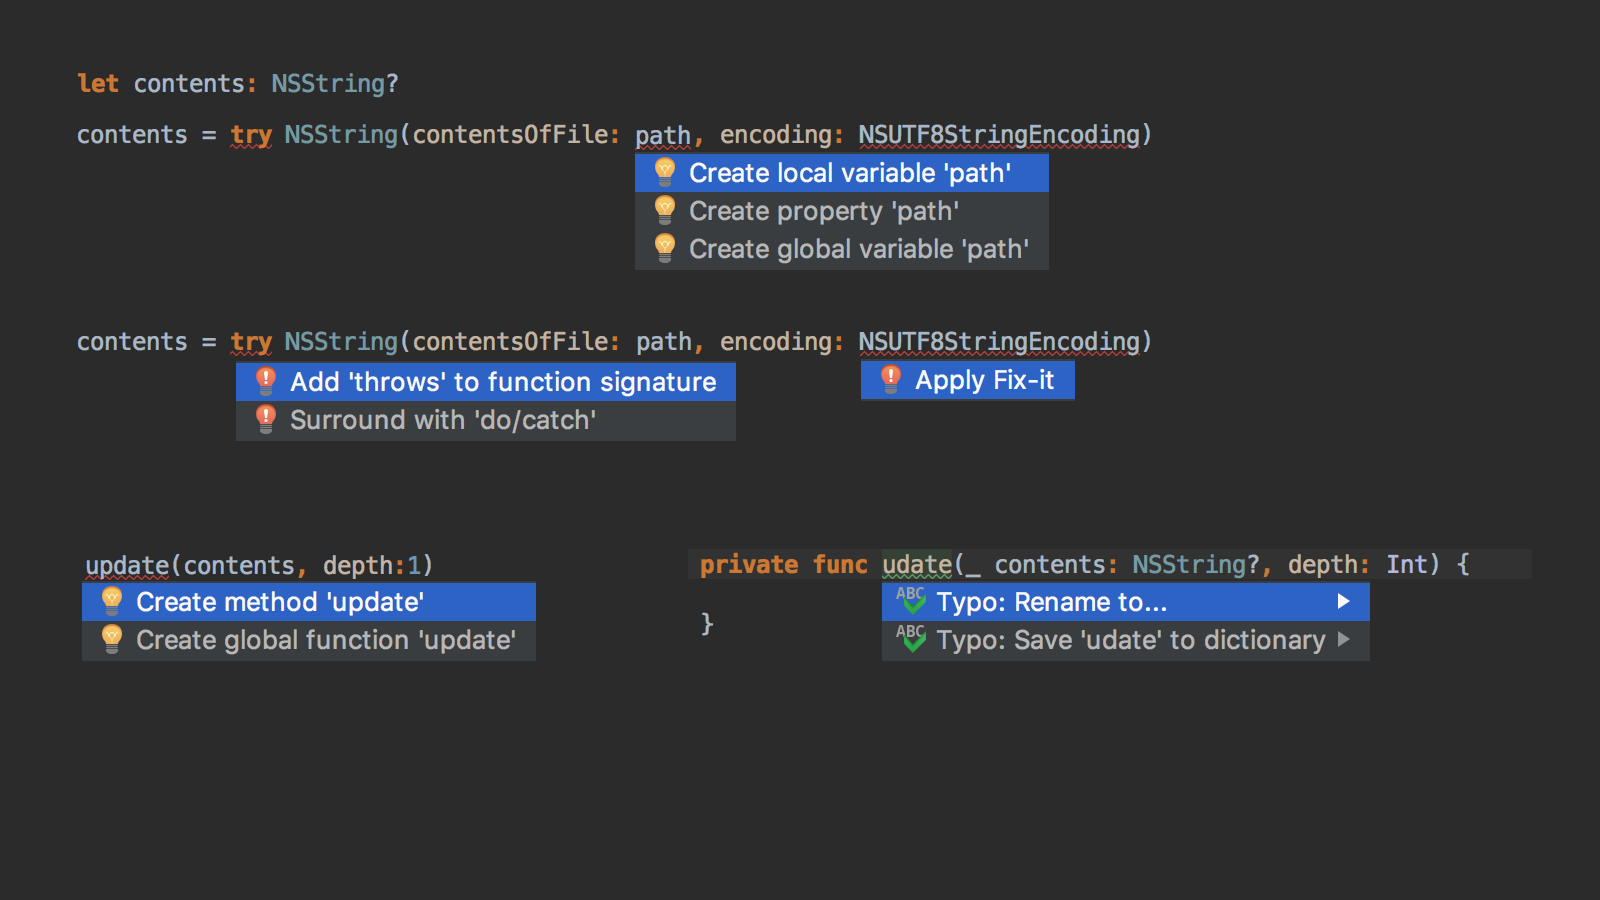 let contents: NSString?
contents = try NSString(contentsOfFile: path, encoding: NSUTF8StringEncoding)
Create local variable 'path'
Create property 'path'
Create global variable 'path'
contents = try NSString(contentsOfFile: path, encoding: NSUTF8StringEncoding)
Add 'throws' to function signature
Surround with 'do/catch'
Apply Fix-it
update(contents, depth:1)
Create method 'update'
Create global function 'update'
private func udate(_ contents: NSString?, depth: Int) {
ABC Typo: Rename to...
ABC Typo: Save 'udate' to dictionary
}